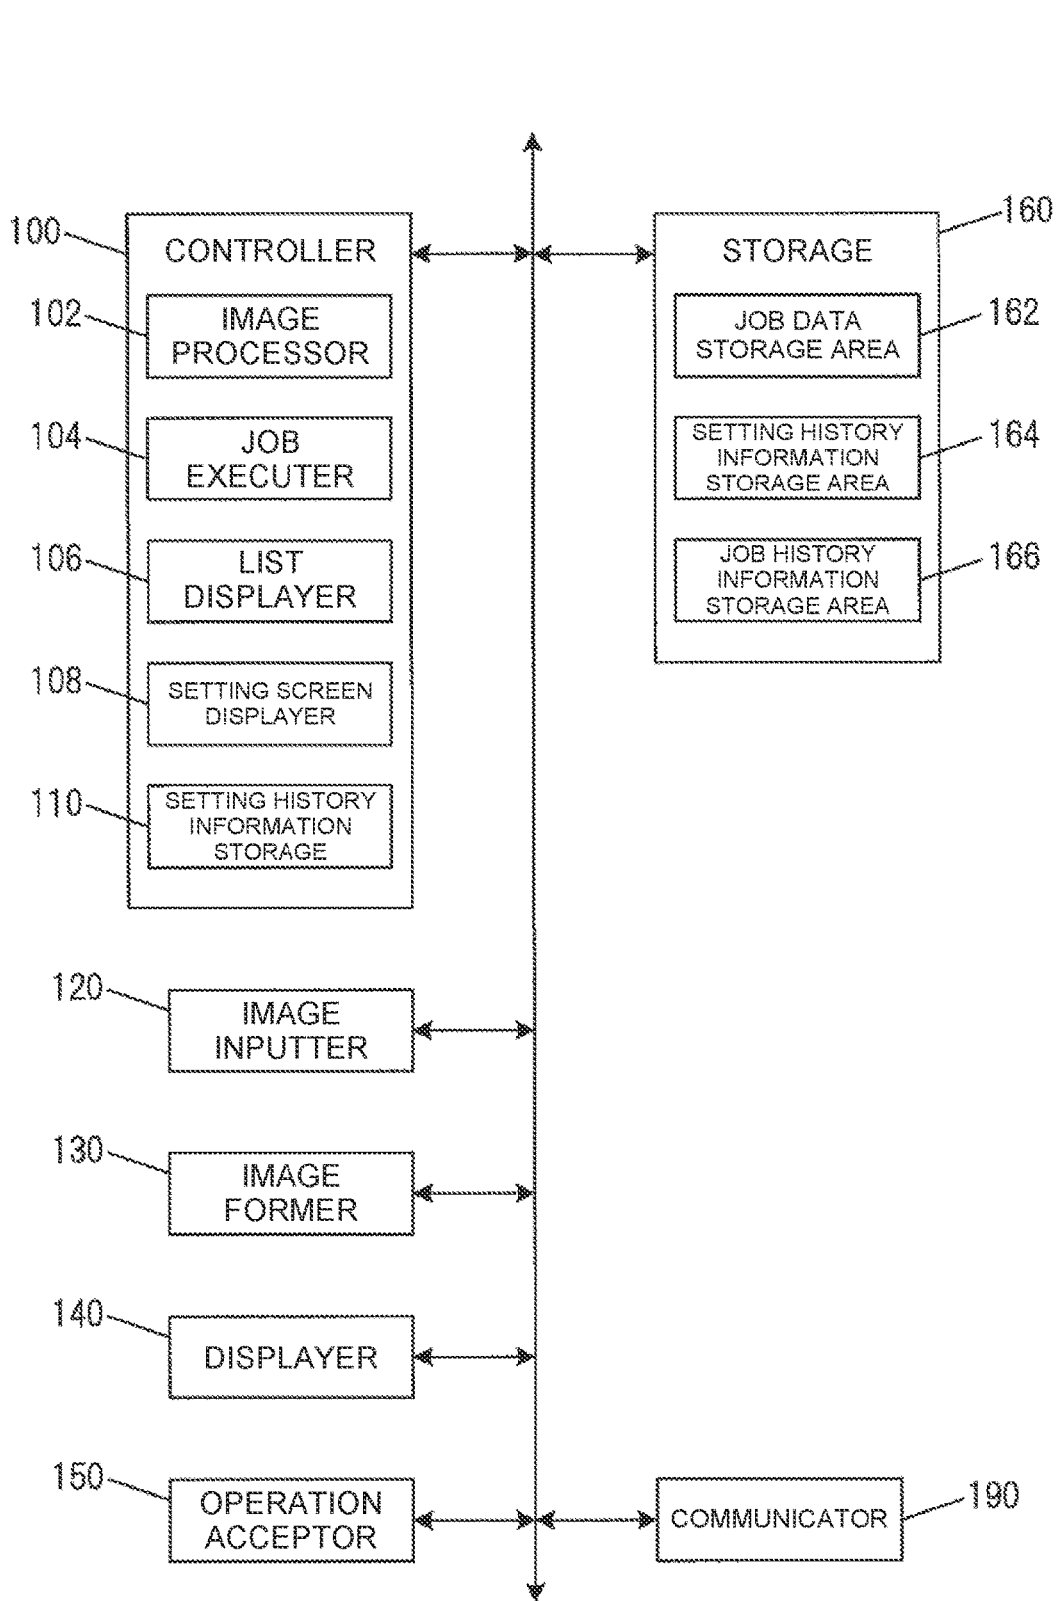 100
CONTROLLER
102
IMAGE
PROCESSOR
104
JOB
EXECUTER
106
LIST
DISPLAYER
108
SETTING SCREEN
DISPLAYER
110
SETTING HISTORY
INFORMATION
STORAGE
160
STORAGE
162
JOB DATA
STORAGE AREA
164
SETTING HISTORY
INFORMATION
STORAGE AREA
166
JOB HISTORY
INFORMATION
STORAGE AREA
120
IMAGE
INPUTTER
130
IMAGE
FORMER
140
DISPLAYER
150
OPERATION
ACCEPTOR
190
COMMUNICATOR